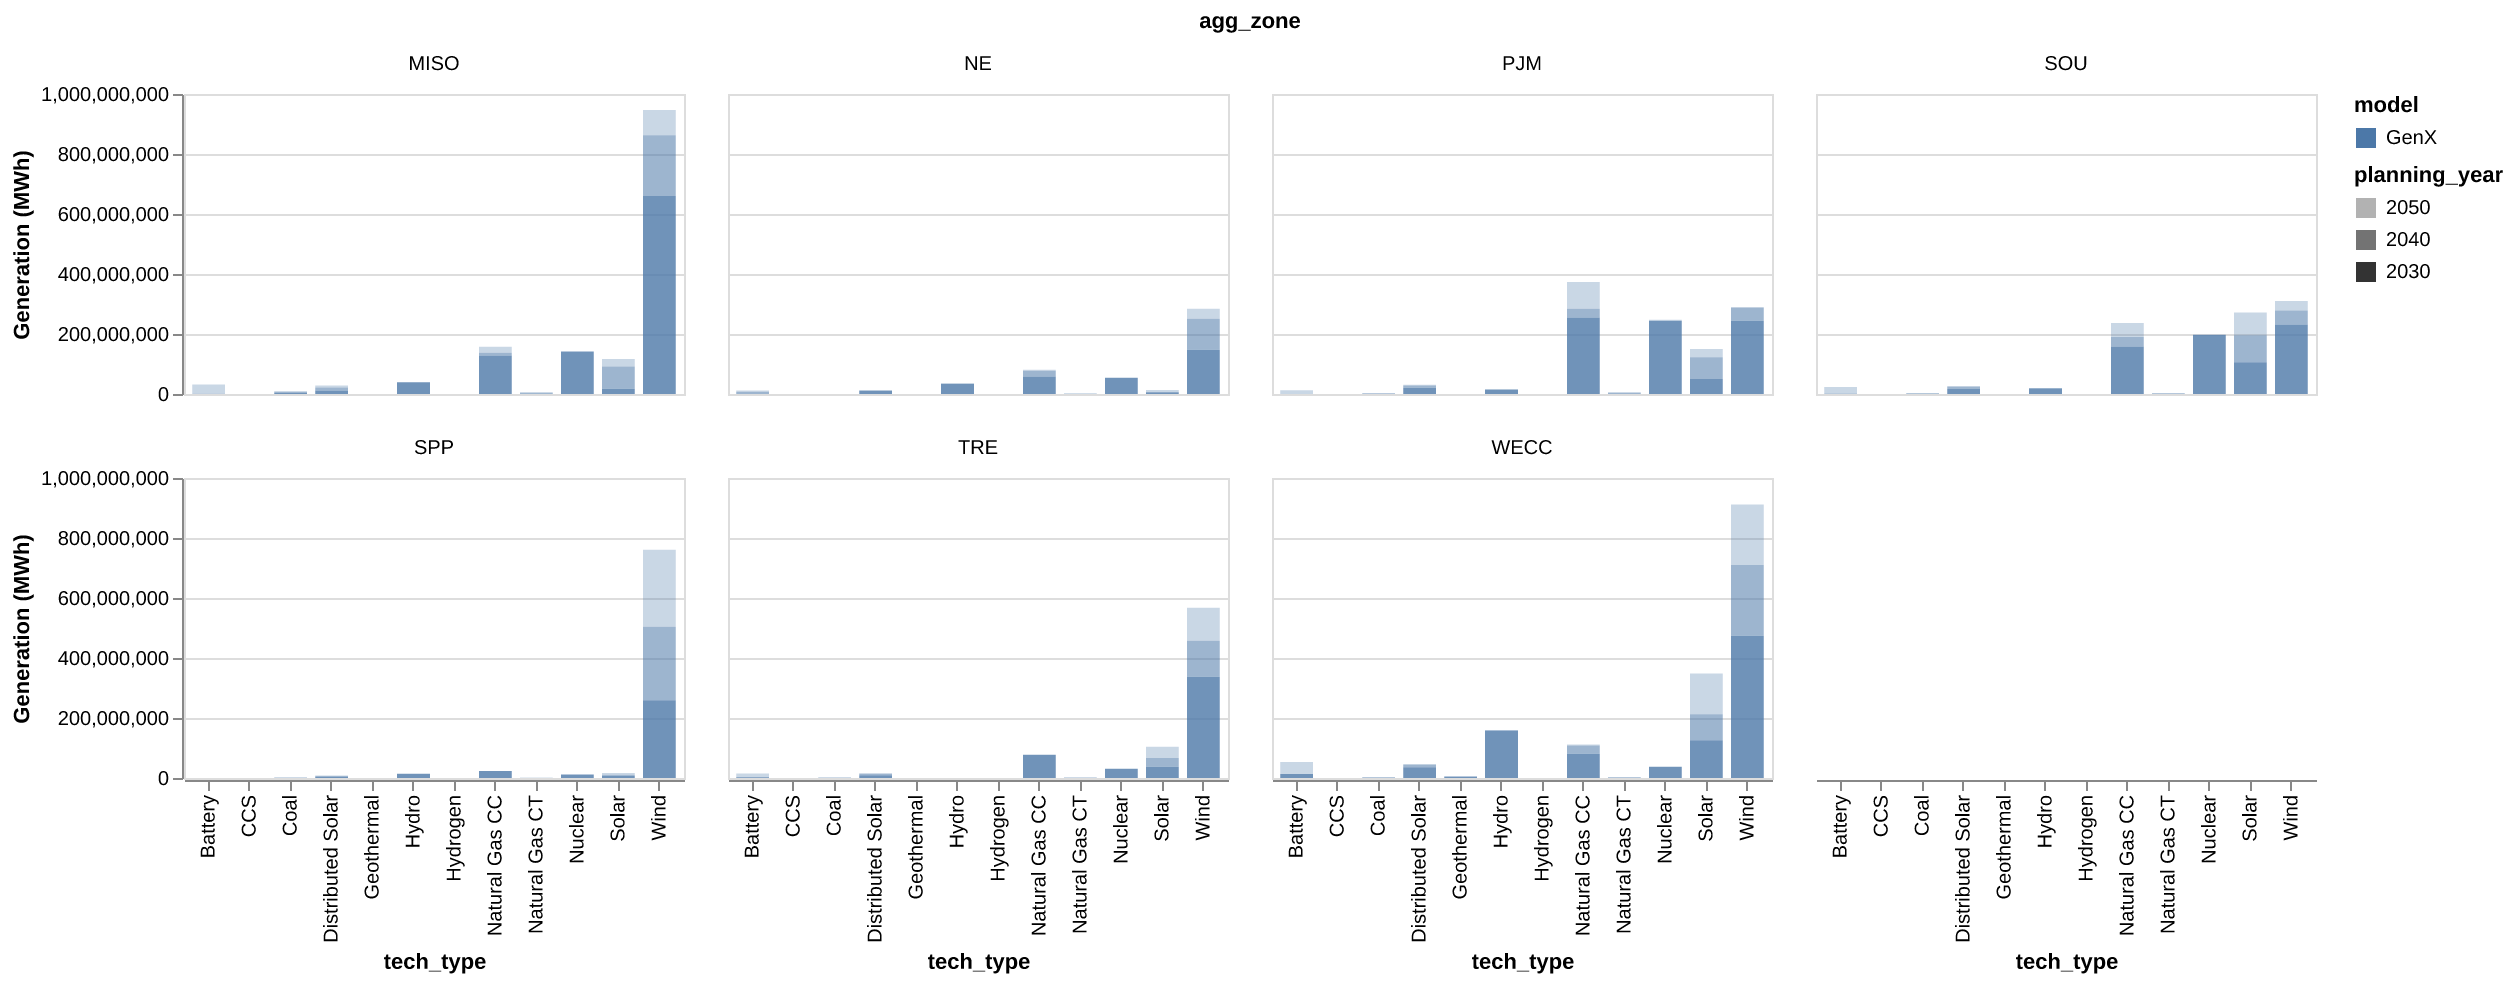 agg_zone
MISO
NE
PJM
SOU
Generation (MWh)
1,000,000,000
800,000,000
600,000,000
400,000,000
200,000,000
0
model
GenX
planning_year
2050
2040
2030
SPP
TRE
WECC
Generation (MWh)
1,000,000,000
800,000,000
600,000,000
400,000,000
200,000,000
0
Battery
CCS
Coal
Distributed Solar
Geothermal
Hydro
Hydrogen
Natural Gas CC
Natural Gas CT
Nuclear
Solar
Wind
tech_type
Battery
CCS
Coal
Distributed Solar
Geothermal
Hydro
Hydrogen
Natural Gas CC
Natural Gas CT
Nuclear
Solar
Wind
tech_type
Battery
CCS
Coal
Distributed Solar
Geothermal
Hydro
Hydrogen
Natural Gas CC
Natural Gas CT
Nuclear
Solar
Wind
tech_type
Battery
CCS
Coal
Distributed Solar
Geothermal
Hydro
Hydrogen
Natural Gas CC
Natural Gas CT
Nuclear
Solar
Wind
tech_type